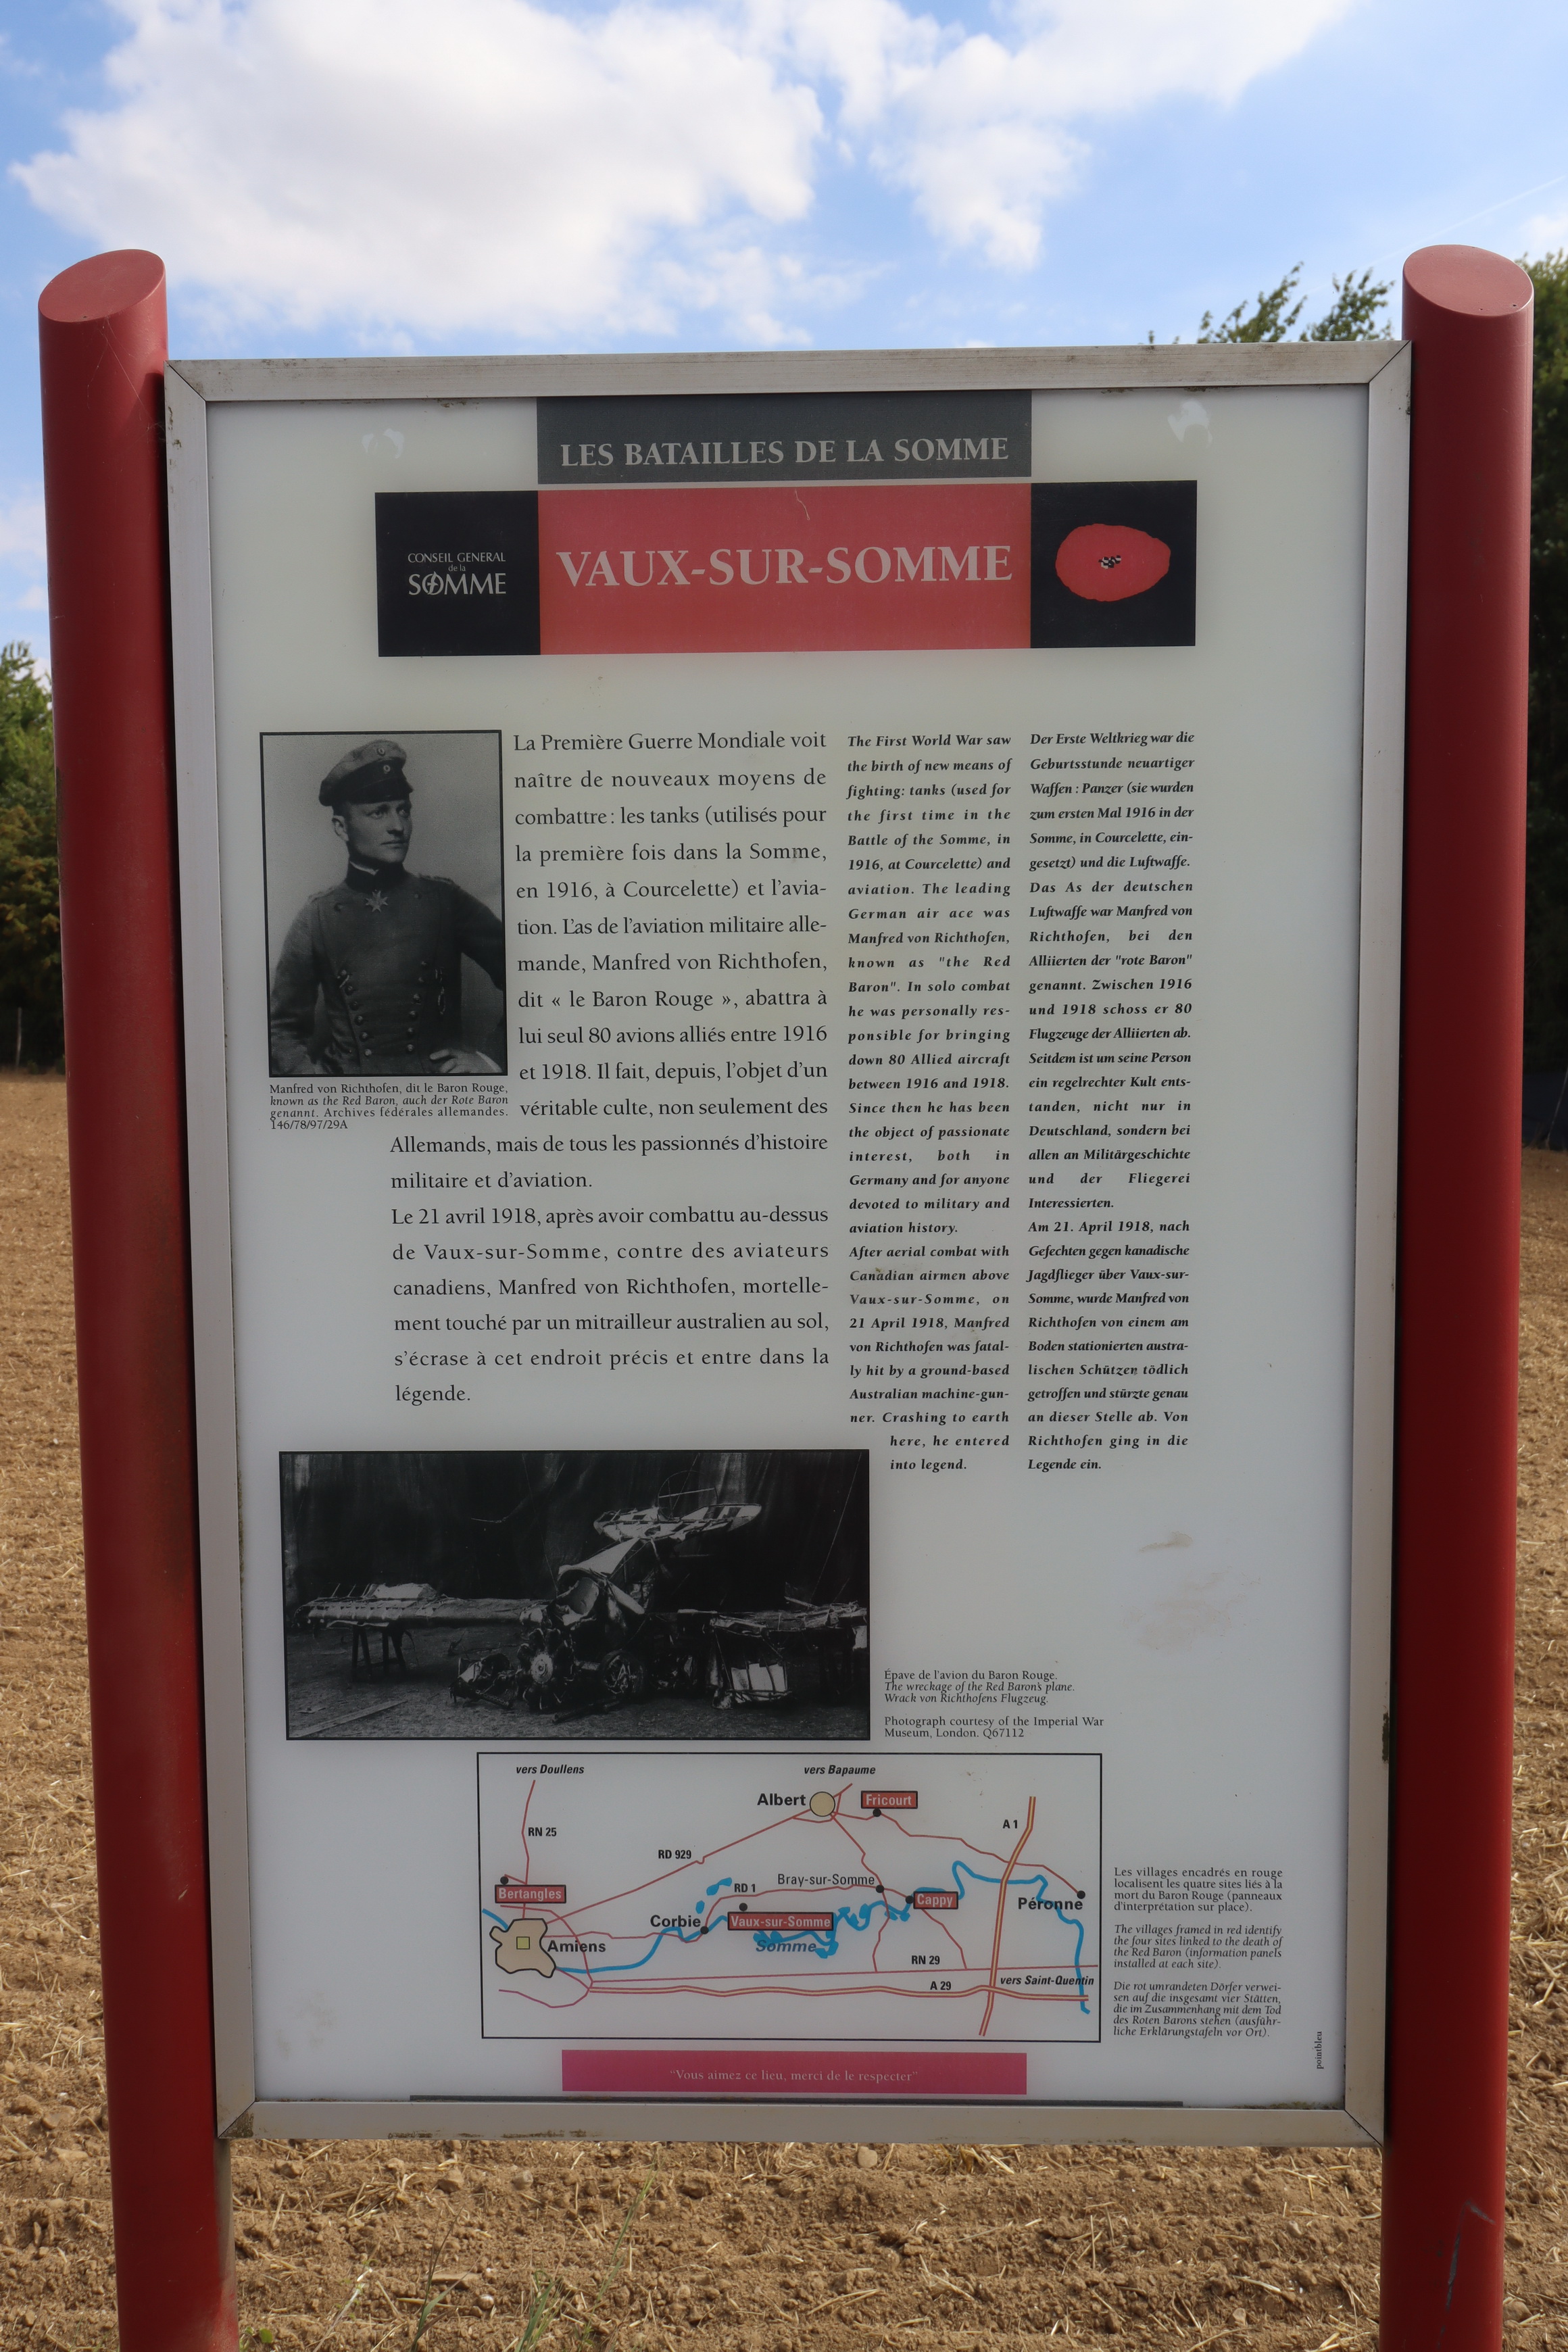 LES BATAILLES DE LA SOMME
CONSEIL GENERAL
de la
SOMME
VAUX-SUR-SOMME
Manfred von Richthofen, dit le Baron Rouge,
known as the Red Baron, auch der Rote Baron
genannt. Archives fédérales allemandes.
146/78/97/29A
La Première Guerre Mondiale voit
naître de nouveaux moyens de
combattre : les tanks (utilisés pour
la première fois dans la Somme,
en 1916, à Courcelette) et l'avia-
tion. L'as de l'aviation militaire alle-
mande, Manfred von Richthofen,
dit « le Baron Rouge », abattra à
lui seul 80 avions alliés entre 1916
et 1918. Il fait, depuis, l'objet d'un
véritable culte, non seulement des
Allemands, mais de tous les passionnés d'histoire
militaire et d'aviation.
Le 21 avril 1918, après avoir combattu au-dessus
de Vaux-sur-Somme, contre des aviateurs
canadiens, Manfred von Richthofen, mortelle-
ment touché par un mitrailleur australien au sol,
s'écrase à cet endroit précis et entre dans la
légende.
The First World War saw
the birth of new means of
fighting: tanks (used for
the first time in the
Battle of the Somme, in
1916, at Courcelette) and
aviation. The leading
German air ace was
Manfred von Richthofen,
known as "the Red
Baron". In solo combat
he was personally res-
ponsible for bringing
down 80 Allied aircraft
between 1916 and 1918.
Since then he has been
the object of passionate
interest, both in
Germany and for anyone
devoted to military and
aviation history.
After aerial combat with
Canadian airmen above
Vaux-sur-Somme, on
21 April 1918, Manfred
von Richthofen was fatal-
ly hit by a ground-based
Australian machine-gun-
ner. Crashing to earth
here, he entered
into legend.
Der Erste Weltkrieg war die
Geburtsstunde neuartiger
Waffen : Panzer (sie wurden
zum ersten Mal 1916 in der
Somme, in Courcelette, ein-
gesetzt) und die Luftwaffe.
Das As der deutschen
Luftwaffe war Manfred von
Richthofen, bei den
Alliierten der "rote Baron"
genannt. Zwischen 1916
und 1918 schoss er 80
Flugzeuge der Alliierten ab.
Seitdem ist um seine Person
ein regelrechter Kult ents-
tanden, nicht nur in
Deutschland, sondern bei
allen an Militärgeschichte
und der Fliegerei
Interessierten.
Am 21. April 1918, nach
Gefechten gegen kanadische
Jagdflieger über Vaux-sur-
Somme, wurde Manfred von
Richthofen von einem am
Boden stationierten austra-
lischen Schützen tödlich
getroffen und stürzte genau
an dieser Stelle ab. Von
Richthofen ging in die
Legende ein.
Épave de l'avion du Baron Rouge.
The wreckage of the Red Baron's plane.
Wrack von Richthofens Flugzeug.
Photograph courtesy of the Imperial War
Museum, London. Q67112
vers Doullens
vers Bapaume
Albert
Fricourt
A 1
RN 25
RD 929
Bray-sur-Somme
RD 1
Bertangles
Cappy
Péronne
Corbie
Vaux-sur-Somme
Amiens
Somme
RN 29
A 29
vers Saint-Quentin
Les villages encadrés en rouge
localisent les quatre sites liés à la
mort du Baron Rouge (panneaux
d'interprétation sur place).
The villages framed in red identify
the four sites linked to the death of
the Red Baron (information panels
installed at each site).
Die rot umrandeten Dörfer verwei-
sen auf die insgesamt vier Stätten,
die im Zusammenhang mit dem Tod
des Roten Barons stehen (ausführ-
liche Erklärungstafeln vor Ort).
pointbleu
"Vous aimez ce lieu, merci de le respecter"